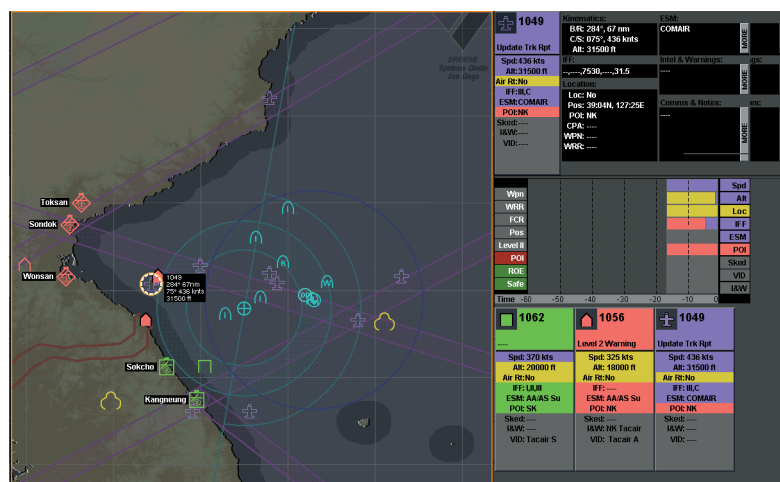 SPAWAR
Systems Center
San Diego
Toksan
Sondok
Wonsan
1049
284° 67nm
75° 436 knts
31500 ft
Sokcho
Kangneung
1049
Update Trk Rpt
Spd:436 kts
Alt:31500 ft
Air Rt:No
IFF:III,C
ESM:COMAIR
POI:NK
Sked:----
I&W:----
VID:----
Kinematics:
B/R: 284°, 67 nm
C/S: 075°, 436 knts
Alt: 31500 ft
IFF:
--,----,7530,----,31.5
Location:
Loc: No
Pos: 39:04N, 127:25E
POI: NK
CPA: ----
WPN: ----
WRR: ----
ESM:
COMAIR
MORE
Intel & Warnings:
gs:
----
MORE
Comms & Notes:
es:
----
MORE
Wpn
WRR
FCR
Pos
Level II
POI
ROE
Safe
Spd
Alt
Loc
IFF
ESM
POI
Sked
VID
I&W
Time -60 -50 -40 -30 -20 -10 0
1062
----
Spd: 370 kts
Alt: 20000 ft
Air Rt:No
IFF: I,II,III
ESM: AA/AS Su
POI: SK
Sked: ----
I&W: ----
VID: Tacair S
1056
Level 2 Warning
Spd: 325 kts
Alt: 18000 ft
Air Rt:No
IFF: ----
ESM: AA/AS Su
POI: NK
Sked: ----
I&W: NK Tacair
VID: Tacair A
1049
Update Trk Rpt
Spd: 436 kts
Alt: 31500 ft
Air Rt:No
IFF: III,C
ESM: COMAIR
POI: NK
Sked: ----
I&W: ----
VID: ----